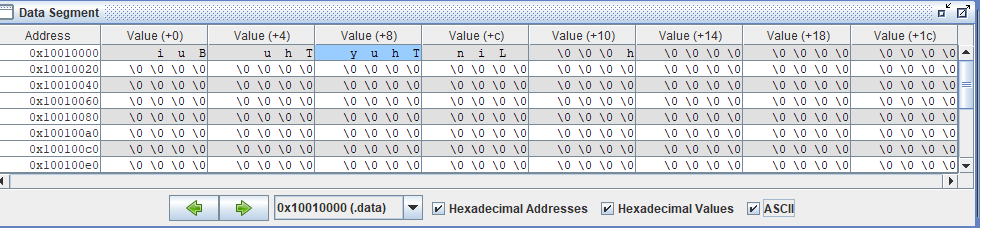 Data Segment
Address Value (+0) Value (+4) Value (+8) Value (+c) Value (+10) Value (+14) Value (+18) Value (+1c)
0x10010000 i u B u h T y u h T n i L \0 \0 \0 h \0 \0 \0 \0 \0 \0 \0 \0 \0 \0 \0 \0
0x10010020 \0 \0 \0 \0 \0 \0 \0 \0 \0 \0 \0 \0 \0 \0 \0 \0 \0 \0 \0 \0 \0 \0 \0 \0 \0 \0 \0 \0 \0 \0 \0 \0
0x10010040 \0 \0 \0 \0 \0 \0 \0 \0 \0 \0 \0 \0 \0 \0 \0 \0 \0 \0 \0 \0 \0 \0 \0 \0 \0 \0 \0 \0 \0 \0 \0 \0
0x10010060 \0 \0 \0 \0 \0 \0 \0 \0 \0 \0 \0 \0 \0 \0 \0 \0 \0 \0 \0 \0 \0 \0 \0 \0 \0 \0 \0 \0 \0 \0 \0 \0
0x10010080 \0 \0 \0 \0 \0 \0 \0 \0 \0 \0 \0 \0 \0 \0 \0 \0 \0 \0 \0 \0 \0 \0 \0 \0 \0 \0 \0 \0 \0 \0 \0 \0
0x100100a0 \0 \0 \0 \0 \0 \0 \0 \0 \0 \0 \0 \0 \0 \0 \0 \0 \0 \0 \0 \0 \0 \0 \0 \0 \0 \0 \0 \0 \0 \0 \0 \0
0x100100c0 \0 \0 \0 \0 \0 \0 \0 \0 \0 \0 \0 \0 \0 \0 \0 \0 \0 \0 \0 \0 \0 \0 \0 \0 \0 \0 \0 \0 \0 \0 \0 \0
0x100100e0 \0 \0 \0 \0 \0 \0 \0 \0 \0 \0 \0 \0 \0 \0 \0 \0 \0 \0 \0 \0 \0 \0 \0 \0 \0 \0 \0 \0 \0 \0 \0 \0
0x10010000 (.data) Hexadecimal Addresses Hexadecimal Values ASCII